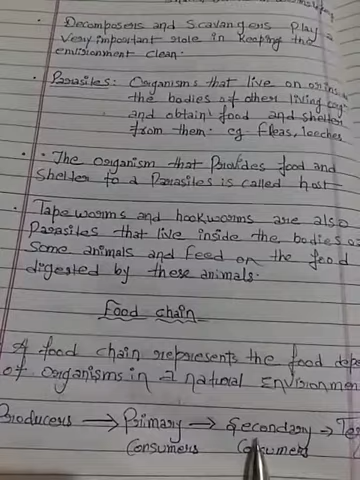 Decomposers and Scavangers play a
very important role in keeping the
environment clean.
Parasites: Organisms that live on or in
the bodies of other living
and obtain food and shelter
from them. eg. Fleas, leeches
The organism that Provides food and
Shelter to a Parasites is called host
Tapeworms and hookworms are also
Parasites that live inside the bodies of
Some animals and feed on the food
digested by these animals.
Food chain
A food chain represents the food
of organisms in a natural Environmen
Producers → Primary → Secondary →
Consumers Consumers